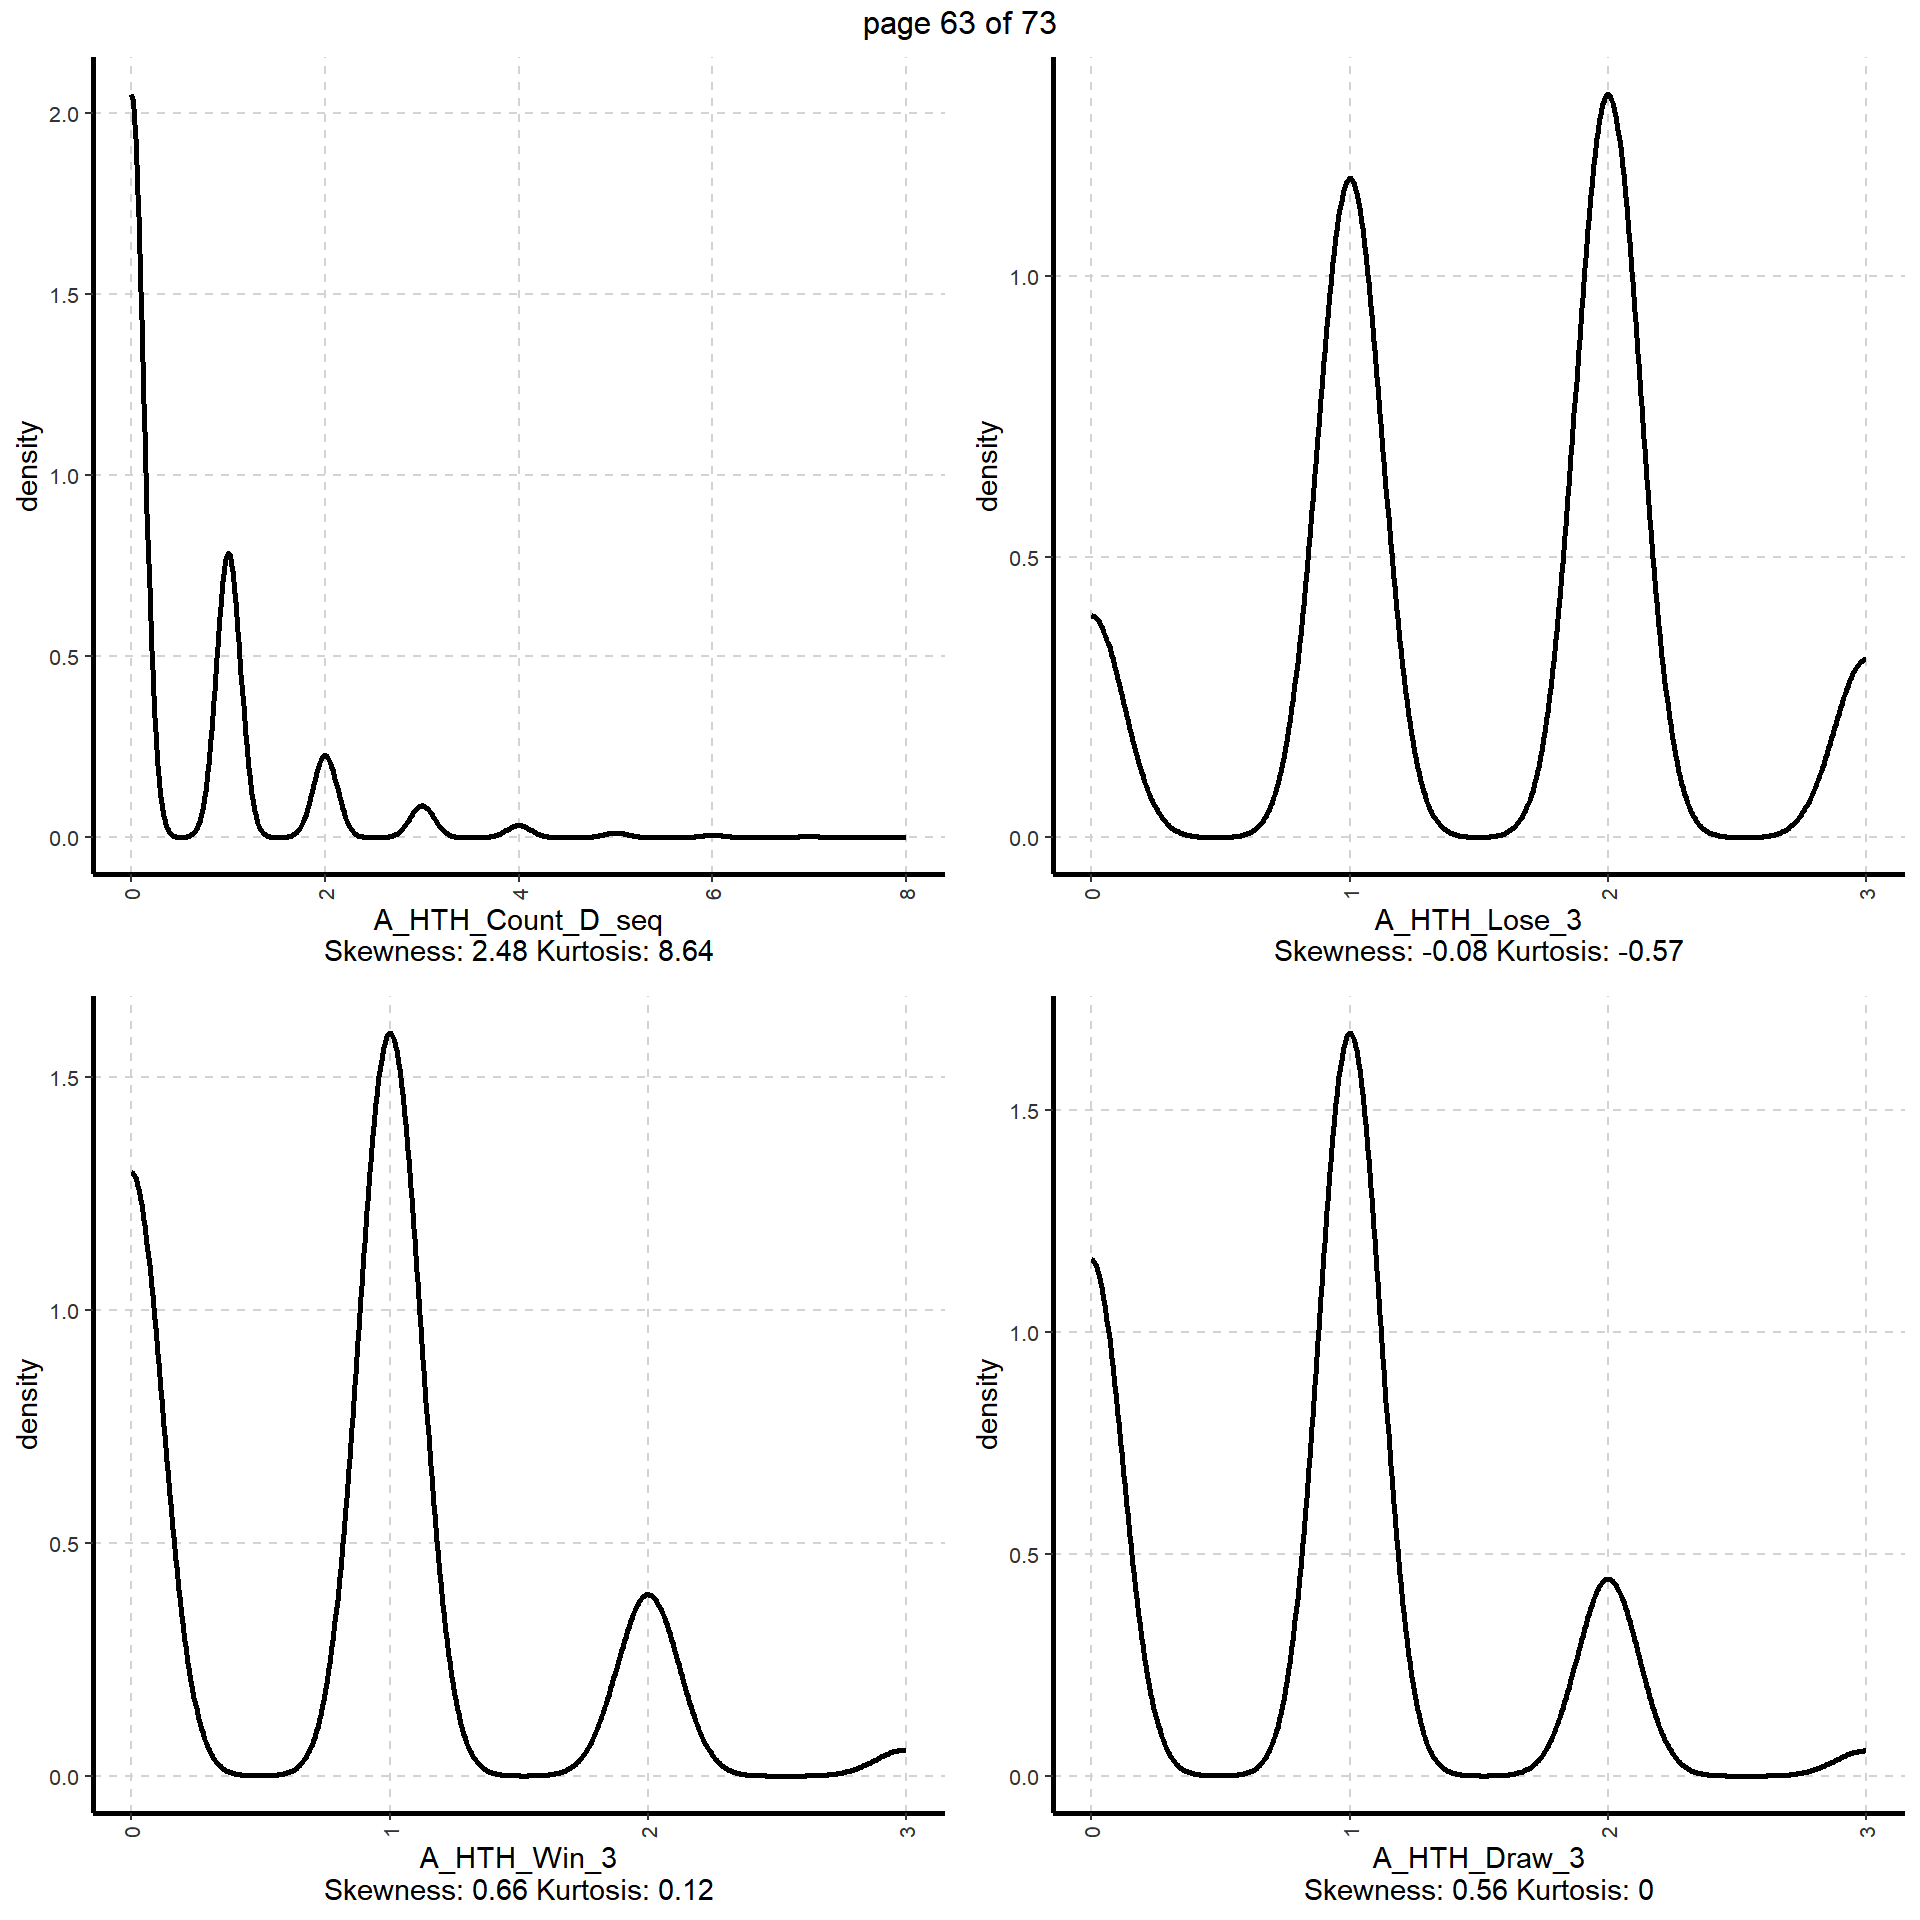 page 63 of 73
density
2.0
1.5
1.0
0.5
0.0
0 2 4 6 8
A_HTH_Count_D_seq
Skewness: 2.48 Kurtosis: 8.64
density
1.0
0.5
0.0
0 1 2 3
A_HTH_Lose_3
Skewness: -0.08 Kurtosis: -0.57
density
1.5
1.0
0.5
0.0
0 1 2 3
A_HTH_Win_3
Skewness: 0.66 Kurtosis: 0.12
density
1.5
1.0
0.5
0.0
0 1 2 3
A_HTH_Draw_3
Skewness: 0.56 Kurtosis: 0